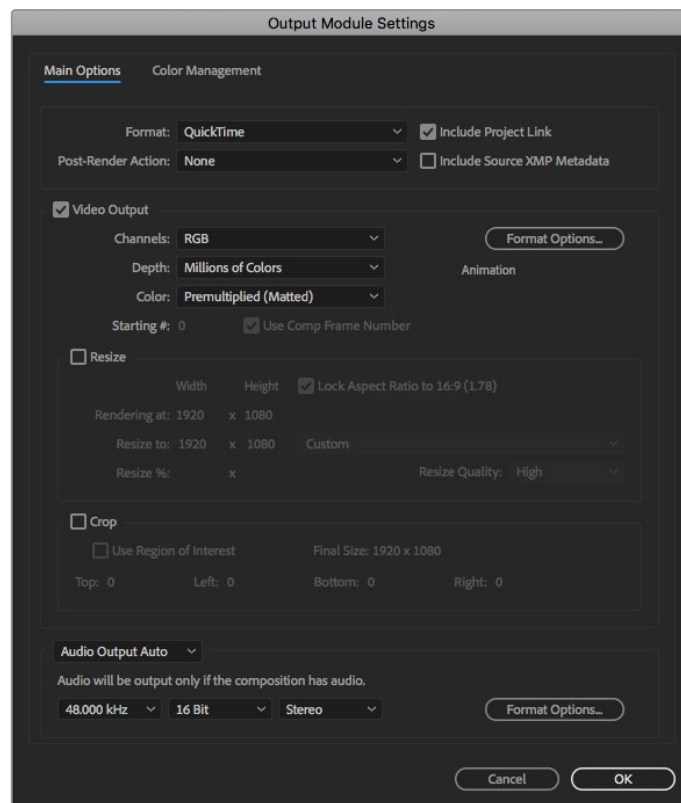 Output Module Settings
Main Options Color Management
Format: QuickTime Include Project Link
Post-Render Action: None Include Source XMP Metadata
Video Output
Channels: RGB Format Options...
Depth: Millions of Colors Animation
Color: Premultiplied (Matted)
Starting #: 0 Use Comp Frame Number
Resize
Width Height Lock Aspect Ratio to 16:9 (1.78)
Rendering at: 1920 x 1080
Resize to: 1920 x 1080 Custom
Resize %: x Resize Quality: High
Crop
Use Region of Interest Final Size: 1920 x 1080
Top: 0 Left: 0 Bottom: 0 Right: 0
Audio Output Auto
Audio will be output only if the composition has audio.
48.000 kHz 16 Bit Stereo Format Options...
Cancel OK